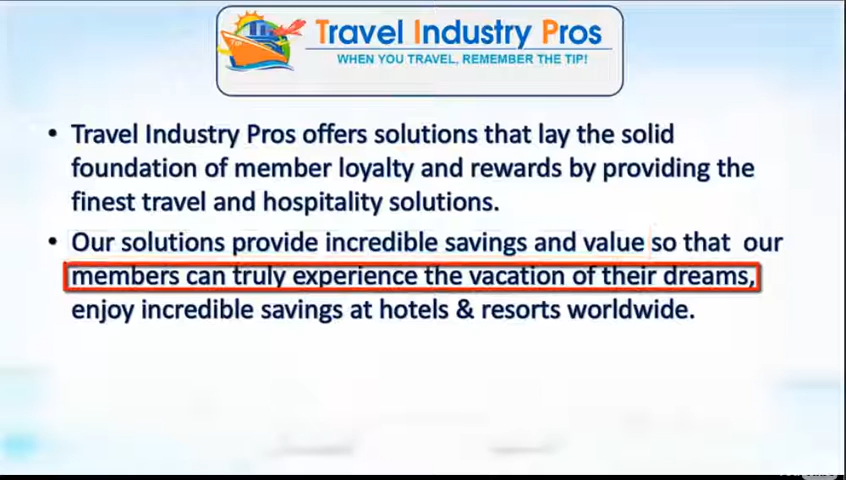 Travel Industry Pros
WHEN YOU TRAVEL, REMEMBER THE TIP!
• Travel Industry Pros offers solutions that lay the solid
foundation of member loyalty and rewards by providing the
finest travel and hospitality solutions.
• Our solutions provide incredible savings and value so that our
members can truly experience the vacation of their dreams,
enjoy incredible savings at hotels & resorts worldwide.